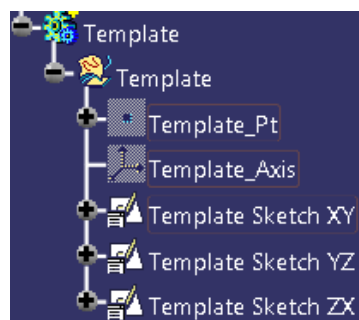 Template
Template
Template_Pt
Template_Axis
Template Sketch XY
Template Sketch YZ
Template Sketch ZX